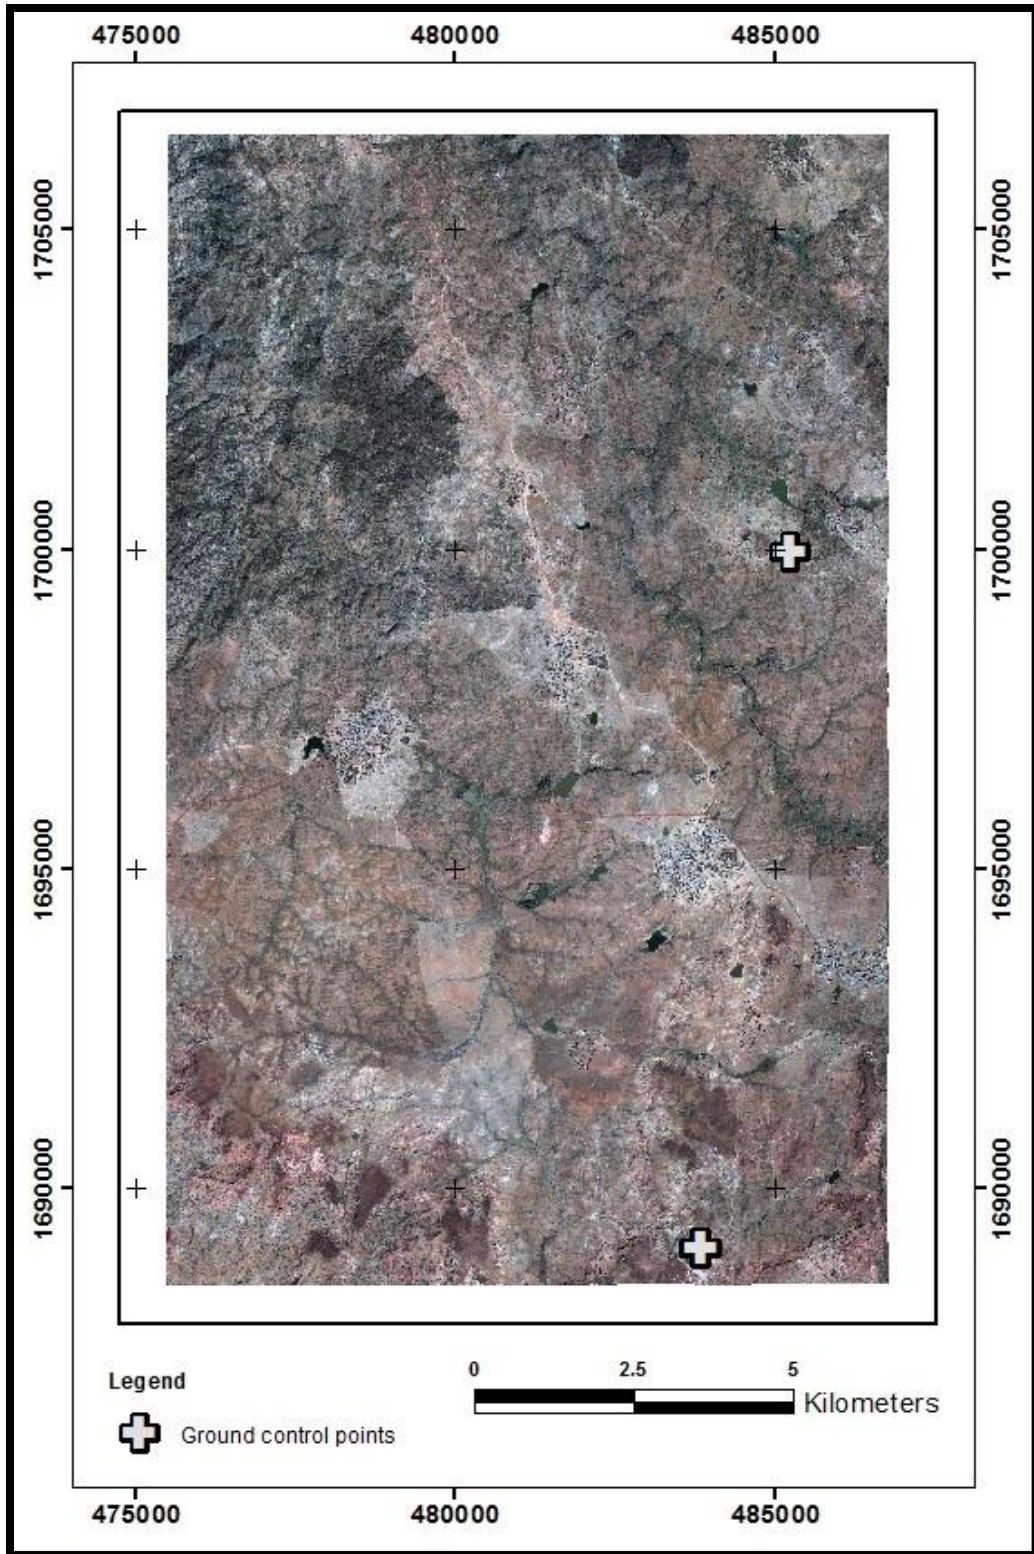 475000 480000 485000
1705000 1705000
1700000 1700000
1695000 1695000
1690000 1690000
Legend
0 2.5 5
Kilometers
Ground control points
475000 480000 485000